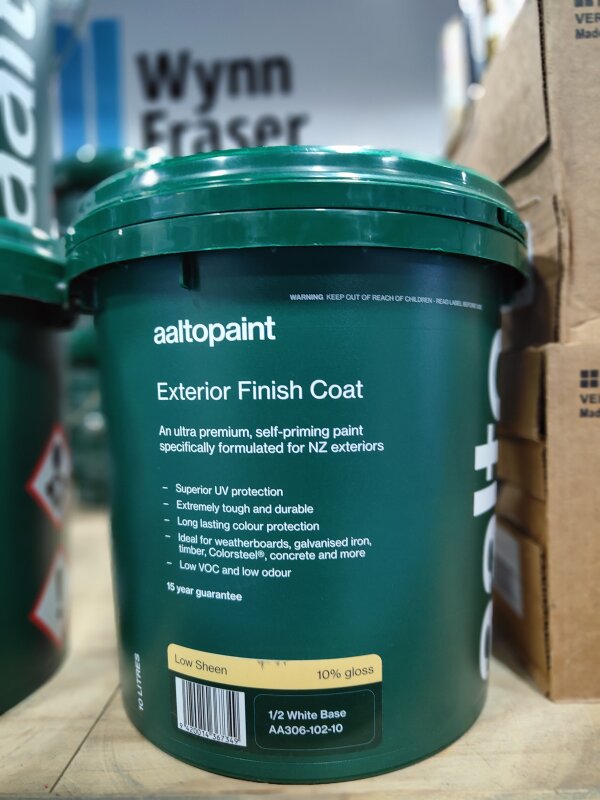 Wynn
Fraser
WARNING KEEP OUT OF REACH OF CHILDREN - READ LABEL BEFORE USE
aaltopaint
Exterior Finish Coat
An ultra premium, self-priming paint
specifically formulated for NZ exteriors
– Superior UV protection
– Extremely tough and durable
– Long lasting colour protection
– Ideal for weatherboards, galvanised iron,
timber, Colorsteel®, concrete and more
– Low VOC and low odour
15 year guarantee
10 LITRES
Low Sheen
10% gloss
1/2 White Base
AA306-102-10
aalto
Made
Made